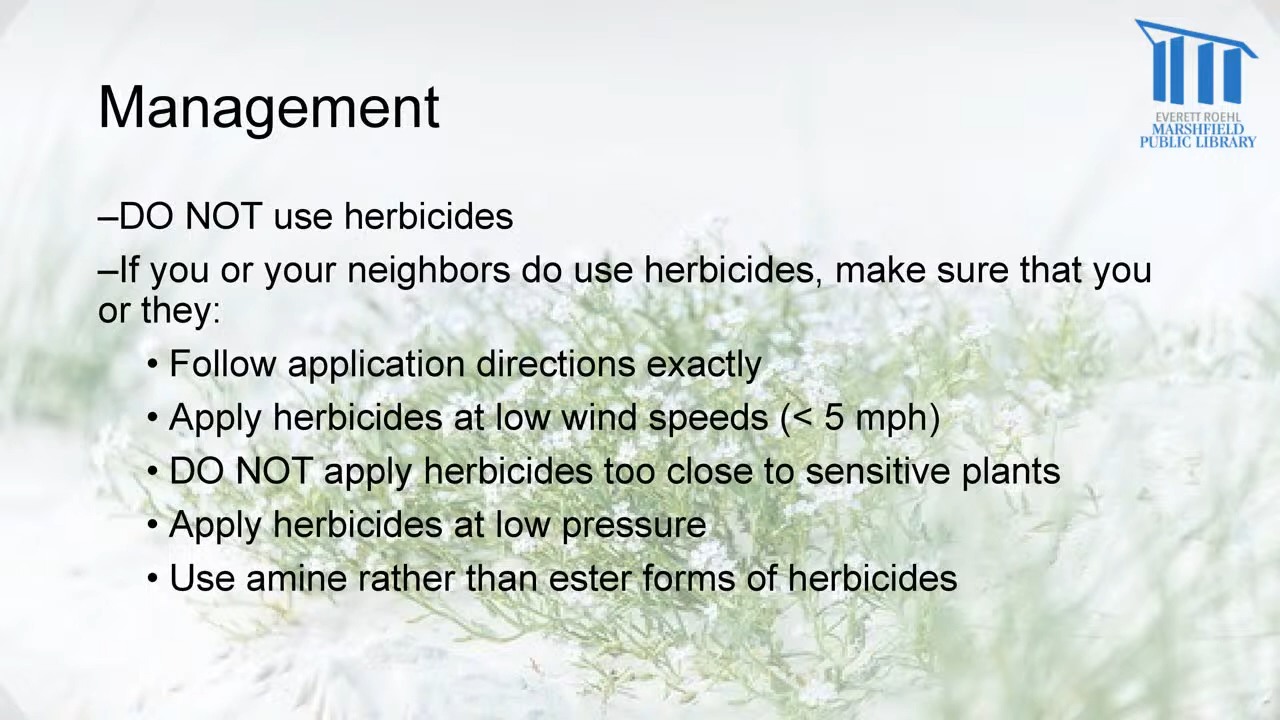 EVERETT ROEHL
MARSHFIELD
PUBLIC LIBRARY
Management
–DO NOT use herbicides
–If you or your neighbors do use herbicides, make sure that you
or they:
• Follow application directions exactly
• Apply herbicides at low wind speeds (< 5 mph)
• DO NOT apply herbicides too close to sensitive plants
• Apply herbicides at low pressure
• Use amine rather than ester forms of herbicides